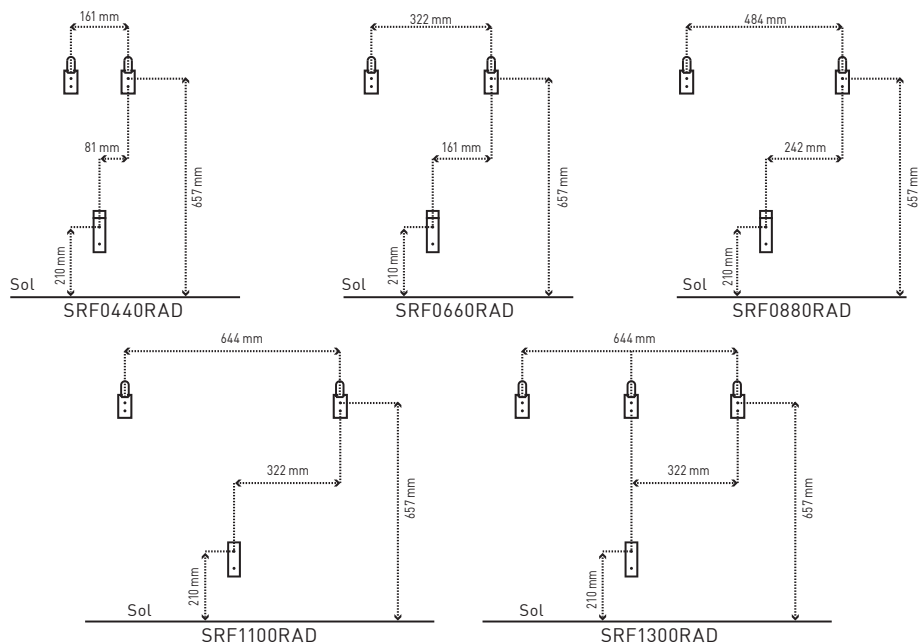 161 mm
81 mm
657 mm
210 mm
Sol
SRF0440RAD
322 mm
161 mm
657 mm
210 mm
Sol
SRF0660RAD
484 mm
242 mm
657 mm
210 mm
Sol
SRF0880RAD
644 mm
322 mm
657 mm
210 mm
Sol
SRF1100RAD
644 mm
322 mm
657 mm
210 mm
Sol
SRF1300RAD